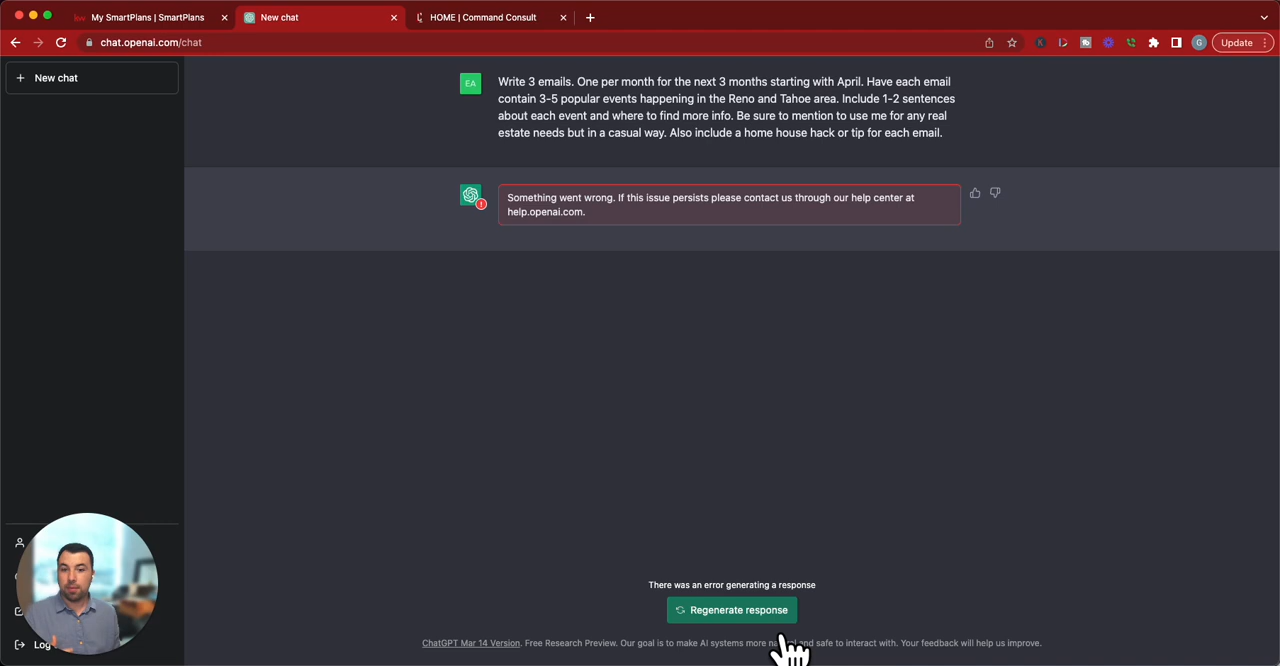 My SmartPlans | SmartPlans
New chat
HOME | Command Consult
chat.openai.com/chat
G
Update
New chat
EA
Write 3 emails. One per month for the next 3 months starting with April. Have each email
contain 3-5 popular events happening in the Reno and Tahoe area. Include 1-2 sentences
about each event and where to find more info. Be sure to mention to use me for any real
estate needs but in a casual way. Also include a home house hack or tip for each email.
Something went wrong. If this issue persists please contact us through our help center at
help.openai.com.
There was an error generating a response
Regenerate response
Log
ChatGPT Mar 14 Version. Free Research Preview. Our goal is to make AI systems more and safe to interact with. Your feedback will help us improve.